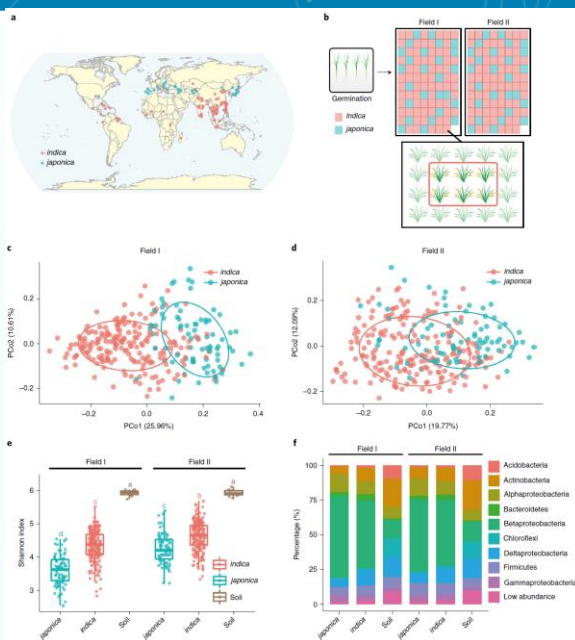 a
indica
japonica
b
Field I
Field II
Germination
indica
japonica
c
Field I
indica
japonica
0.2
0.0
−0.2
PCo2 (10.61%)
−0.2
0.0
0.2
0.4
PCo1 (25.96%)
d
Field II
indica
japonica
0.2
0.0
−0.2
PCo2 (12.09%)
−0.2
0.0
0.2
PCo1 (19.77%)
e
Field I
Field II
Shannon index
6
5
4
3
d
c
a
c
b
a
indica
japonica
Soil
japonica
indica
Soil
japonica
indica
Soil
f
Field I
Field II
Percentage (%)
100
75
50
25
0
Acidobacteria
Actinobacteria
Alphaproteobacteria
Bacteroidetes
Betaproteobacteria
Chloroflexi
Deltaproteobacteria
Firmicutes
Gammaproteobacteria
Low abundance
japonica
indica
Soil
japonica
indica
Soil